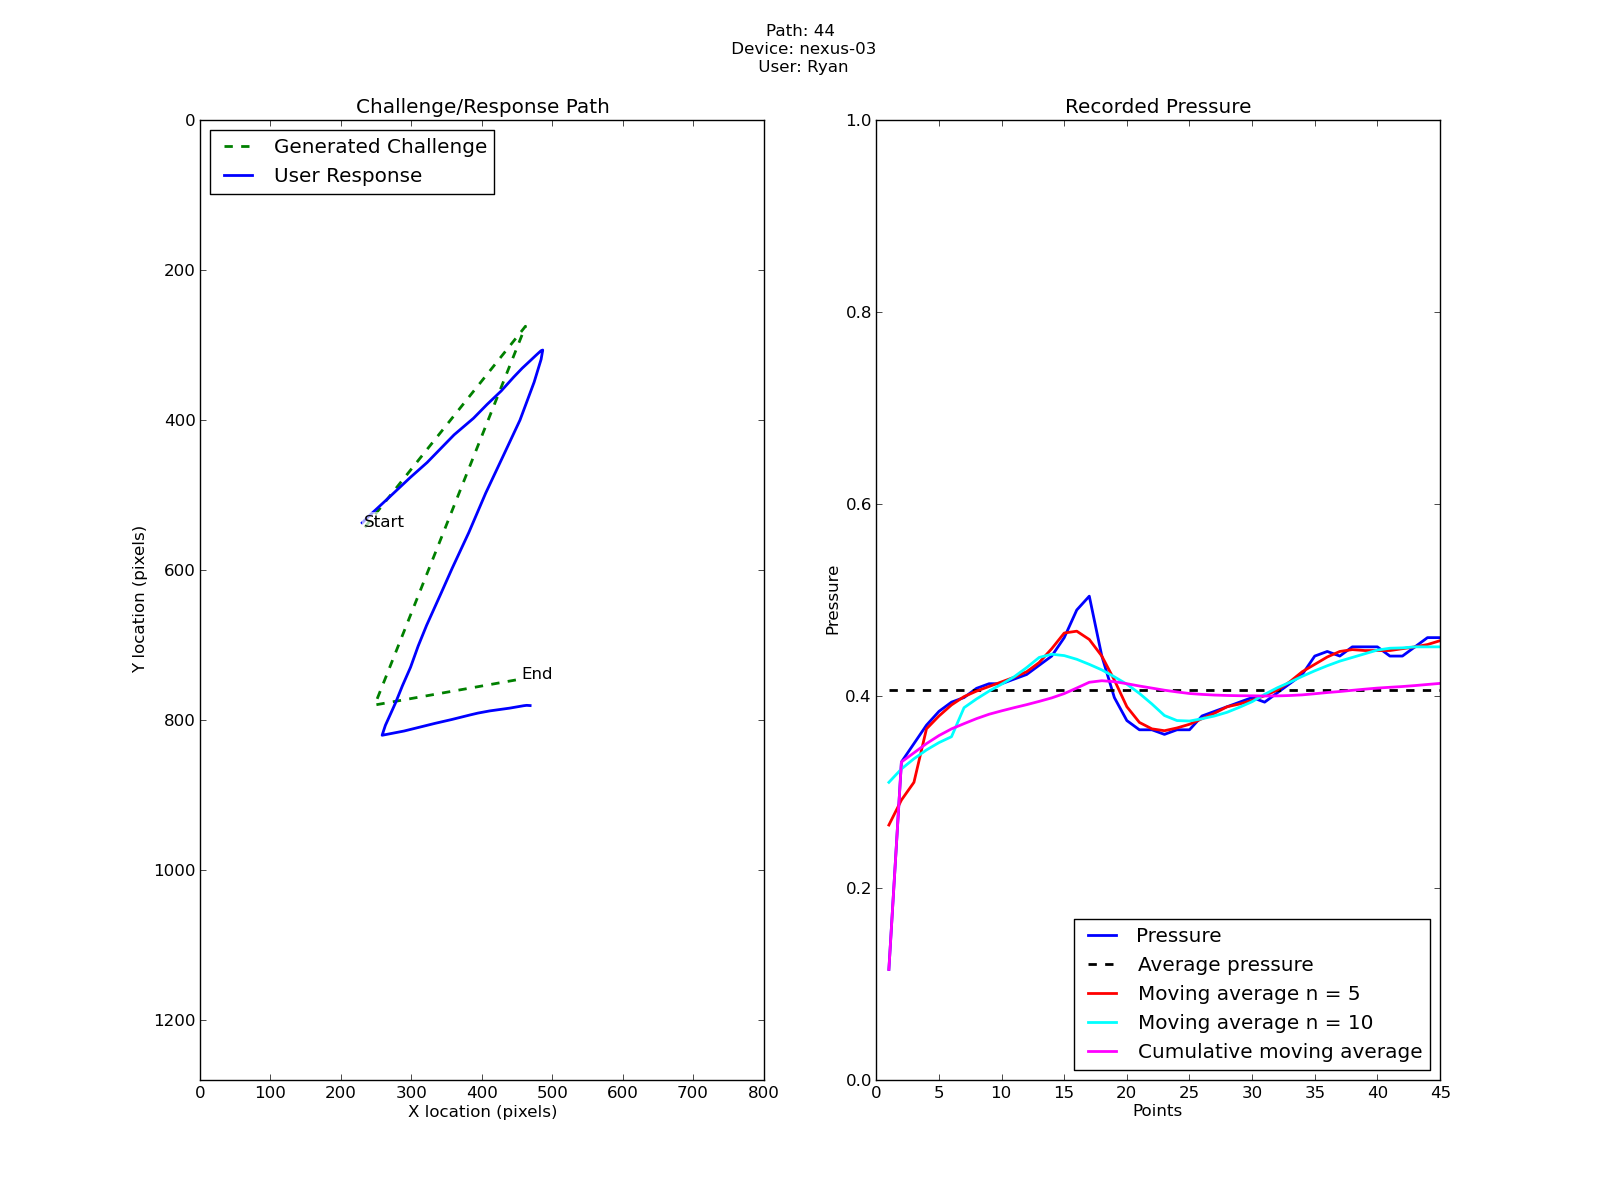 Path: 44
Device: nexus-03
User: Ryan
Challenge/Response Path
Generated Challenge
User Response
0
200
400
600
800
1000
1200
Y location (pixels)
Start
End
0 100 200 300 400 500 600 700 800
X location (pixels)
Recorded Pressure
1.0
0.8
0.6
0.4
0.2
0.0
Pressure
Pressure
Average pressure
Moving average n = 5
Moving average n = 10
Cumulative moving average
0 5 10 15 20 25 30 35 40 45
Points